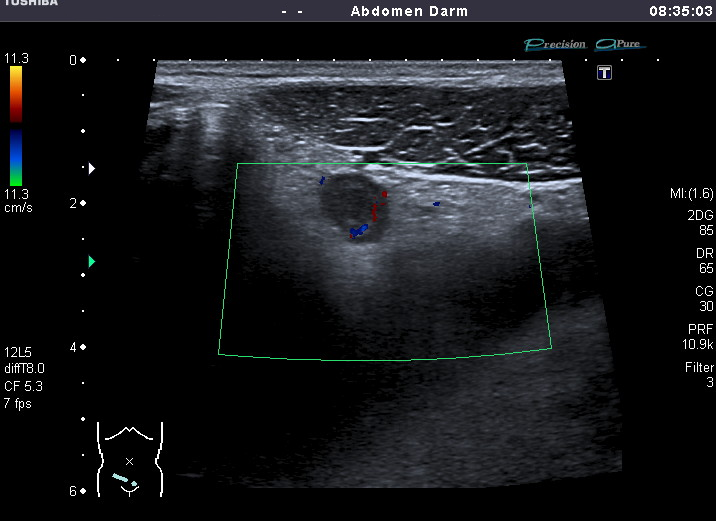 TOSHIBA
- - Abdomen Darm 08:35:03
Precision APure
11.3
11.3
cm/s
T
0
2
4
6
12L5
diffT8.0
CF 5.3
7 fps
MI:(1.6)
2DG
85
DR
65
CG
30
PRF
10.9k
Filter
3